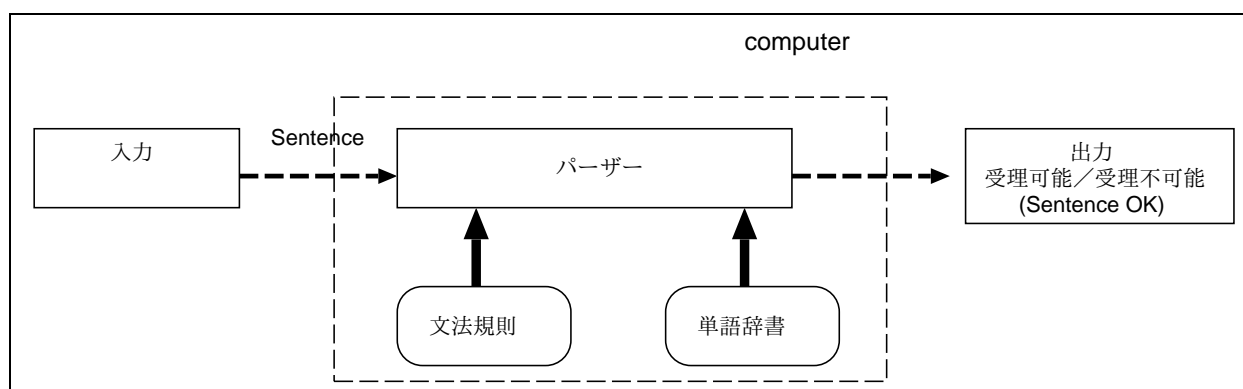 computer
入力
Sentence
パーザー
出力
受理可能／受理不可能
(Sentence OK)
文法規則
単語辞書